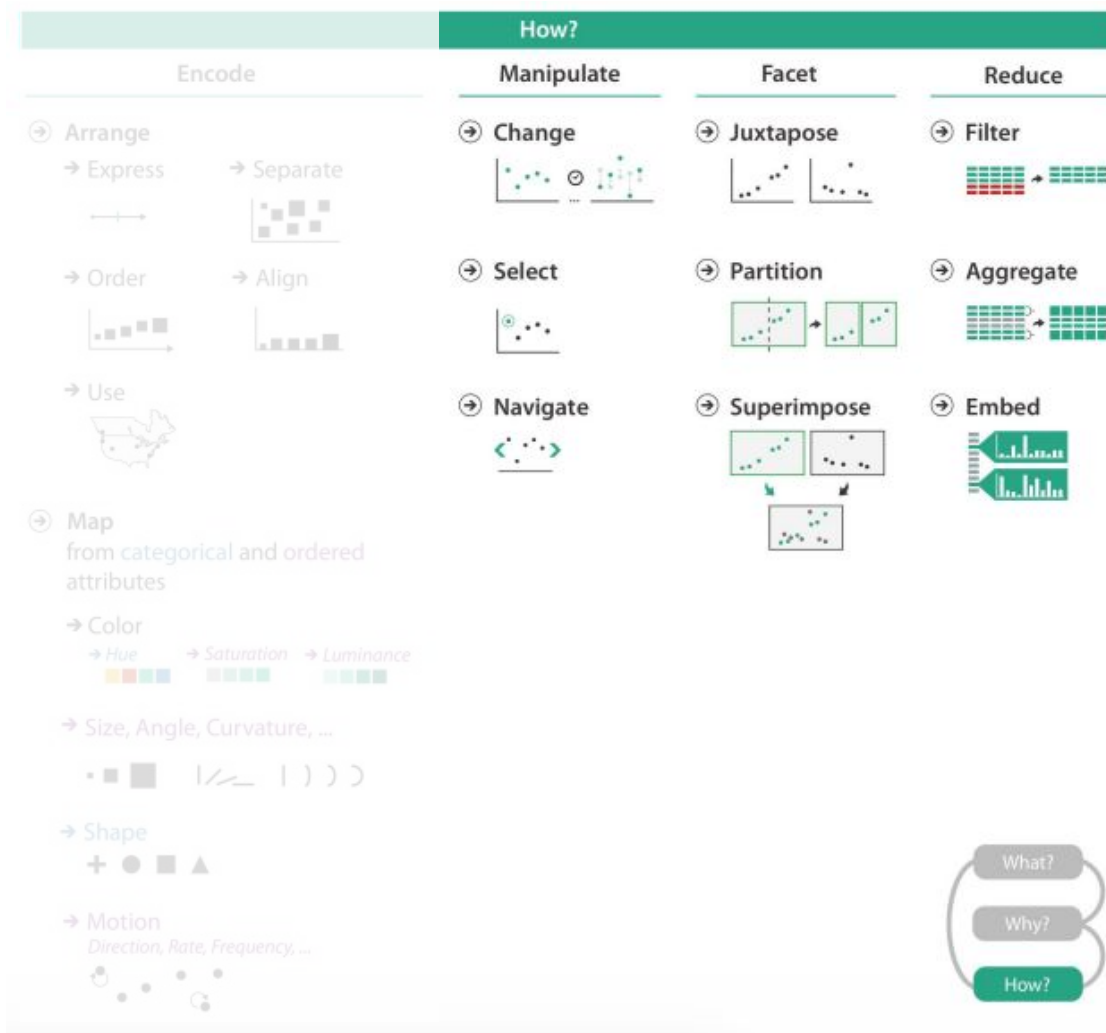 How?
Encode
Manipulate
Facet
Reduce
Arrange
Express
Separate
Order
Align
Use
Map
from categorical and ordered
attributes
Color
Hue
Saturation
Luminance
Size, Angle, Curvature, ...
Shape
Motion
Direction, Rate, Frequency, ...
Change
...
Select
Navigate
Juxtapose
Partition
Superimpose
Filter
Aggregate
Embed
What?
Why?
How?